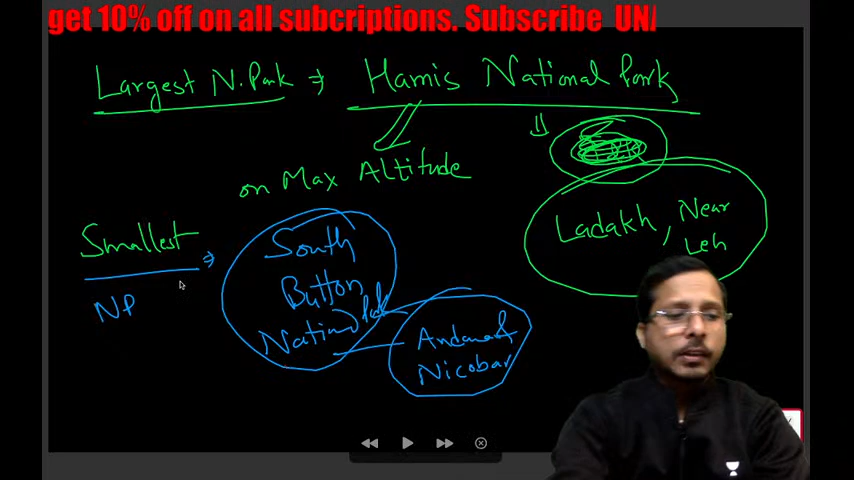 get 10% off on all subcriptions. Subscribe UNA
Largest N.Park ⇒ Hamis National Park
on Max Altitude
Ladakh, Near
Leh
Smallest ⇒
NP
South
Button
National Park
Andaman &
Nicobar